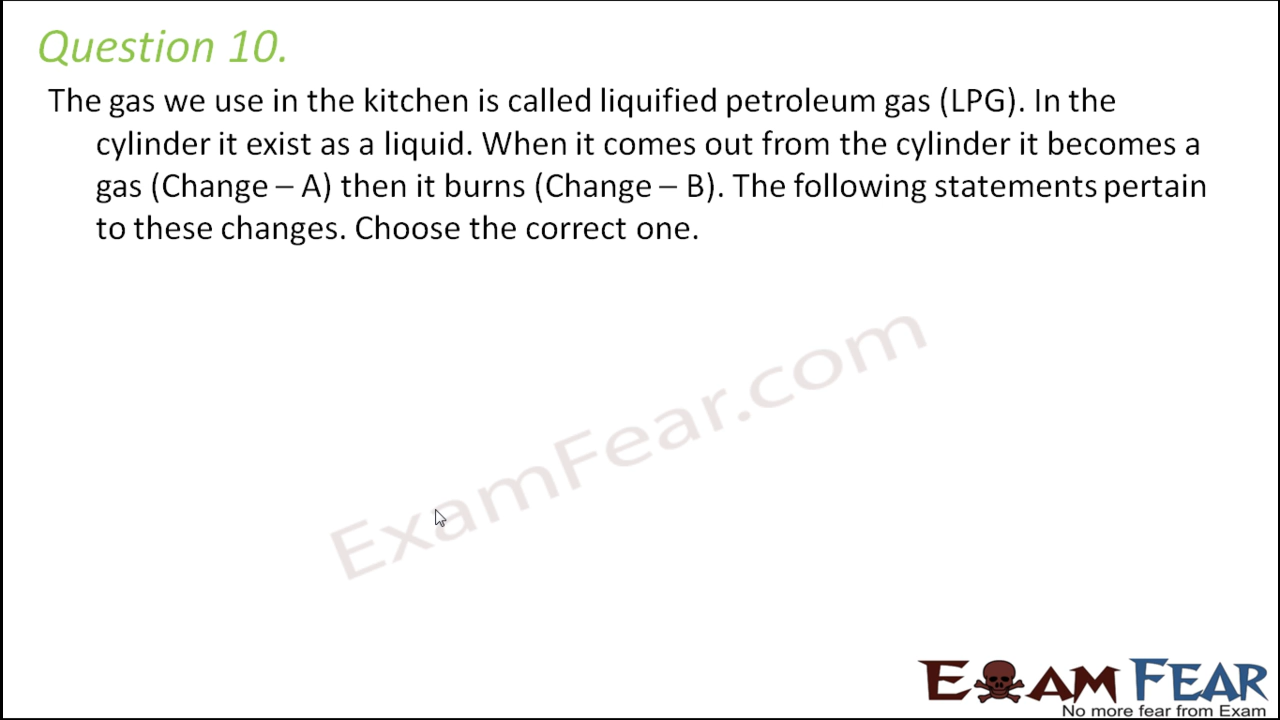 Question 10.
The gas we use in the kitchen is called liquified petroleum gas (LPG). In the
cylinder it exist as a liquid. When it comes out from the cylinder it becomes a
gas (Change – A) then it burns (Change – B). The following statements pertain
to these changes. Choose the correct one.
ExamFear.com
EXAM FEAR
No more fear from Exam